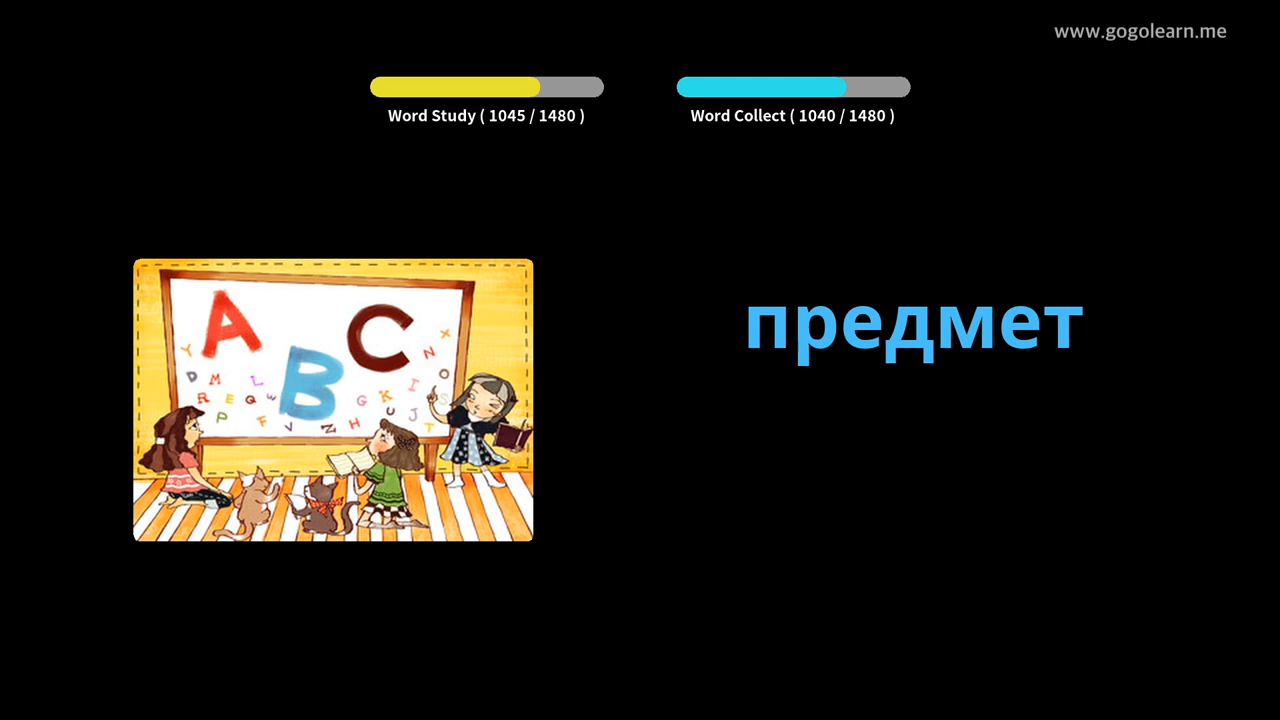 www.gogolearn.me
Word Study ( 1045 / 1480 )
Word Collect ( 1040 / 1480 )
предмет
A
B
C
Y
X
N
D M L O
R E Q W G K I S
P F V Z H U J T